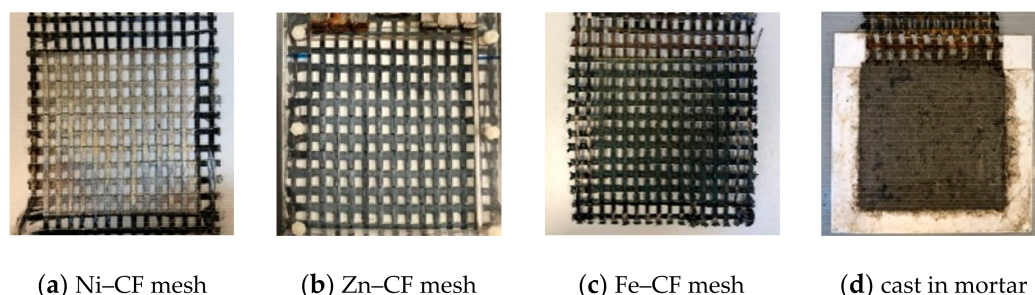 (a) Ni–CF mesh
(b) Zn–CF mesh
(c) Fe–CF mesh
(d) cast in mortar